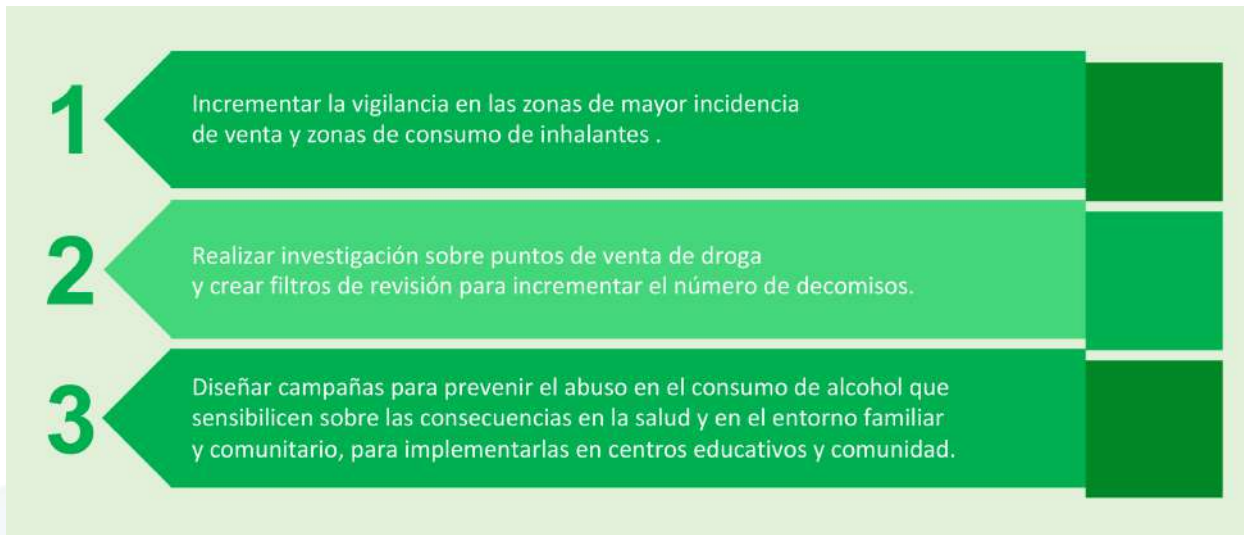 1
Incrementar la vigilancia en las zonas de mayor incidencia
de venta y zonas de consumo de inhalantes .
2
Realizar investigación sobre puntos de venta de droga
y crear filtros de revisión para incrementar el número de decomisos.
3
Diseñar campañas para prevenir el abuso en el consumo de alcohol que
sensibilicen sobre las consecuencias en la salud y en el entorno familiar
y comunitario, para implementarlas en centros educativos y comunidad.